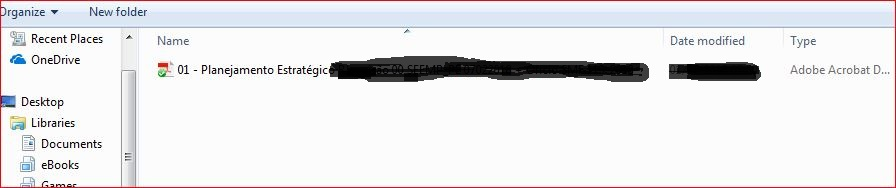 Organize New folder
Recent Places
OneDrive
Desktop
Libraries
Documents
eBooks
Games
Name Date modified Type
01 - Planejamento Estratégico Adobe Acrobat D...